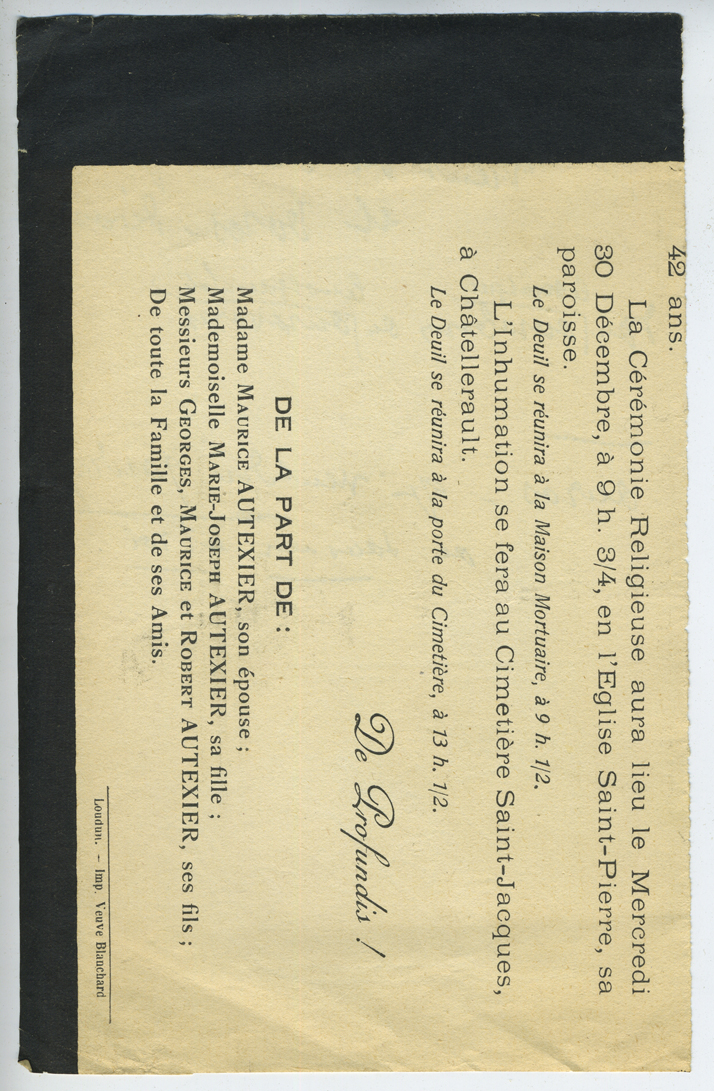 42 ans.
La Cérémonie Religieuse aura lieu le Mercredi
30 Décembre, à 9 h. 3/4, en l'Eglise Saint-Pierre, sa
paroisse.
Le Deuil se réunira à la Maison Mortuaire, à 9 h. 1/2.
L'Inhumation se fera au Cimetière Saint-Jacques,
à Châtellerault.
Le Deuil se réunira à la porte du Cimetière, à 13 h. 1/2.
De Profundis !
DE LA PART DE :
Madame MAURICE AUTEXIER, son épouse ;
Mademoiselle MARIE-JOSEPH AUTEXIER, sa fille ;
Messieurs GEORGES, MAURICE et ROBERT AUTEXIER, ses fils ;
De toute la Famille et de ses Amis.
Loudun. – Imp. Veuve Blanchard